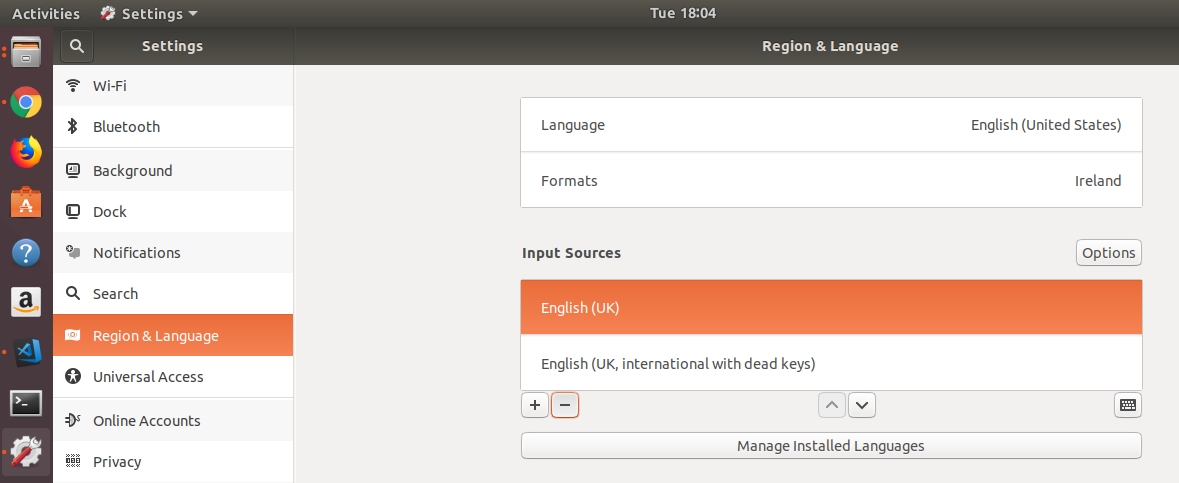 Activities Settings Tue 18:04
Settings Region & Language
Wi-Fi
Bluetooth
Background
Dock
Notifications
Search
Region & Language
Universal Access
Online Accounts
Privacy
Language English (United States)
Formats Ireland
Input Sources Options
English (UK)
English (UK, international with dead keys)
Manage Installed Languages